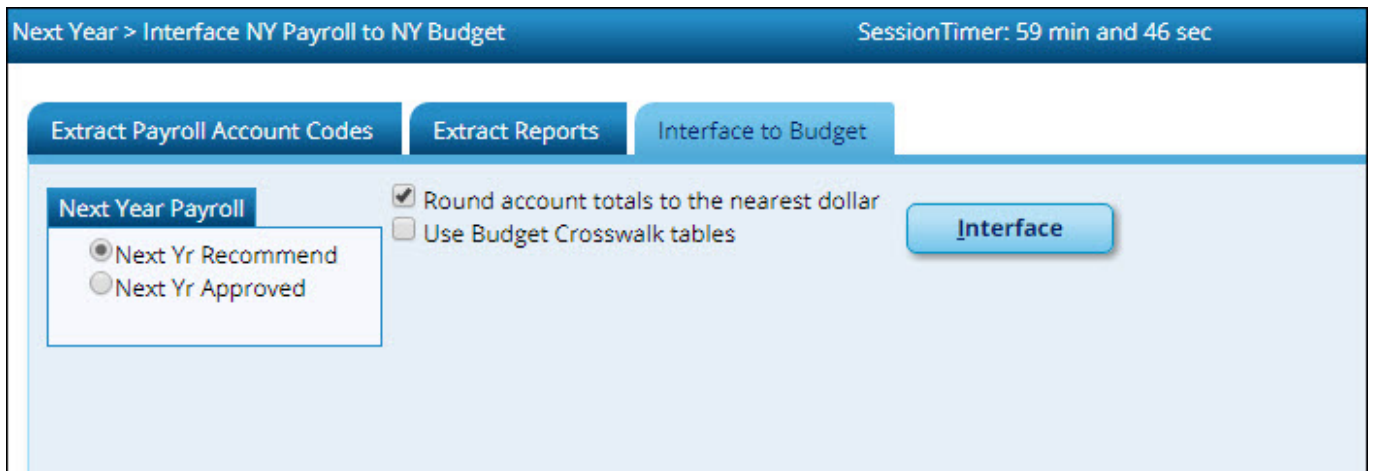 Next Year > Interface NY Payroll to NY Budget SessionTimer: 59 min and 46 sec
Extract Payroll Account Codes Extract Reports Interface to Budget
Next Year Payroll
Next Yr Recommend
Next Yr Approved
Round account totals to the nearest dollar
Use Budget Crosswalk tables
Interface